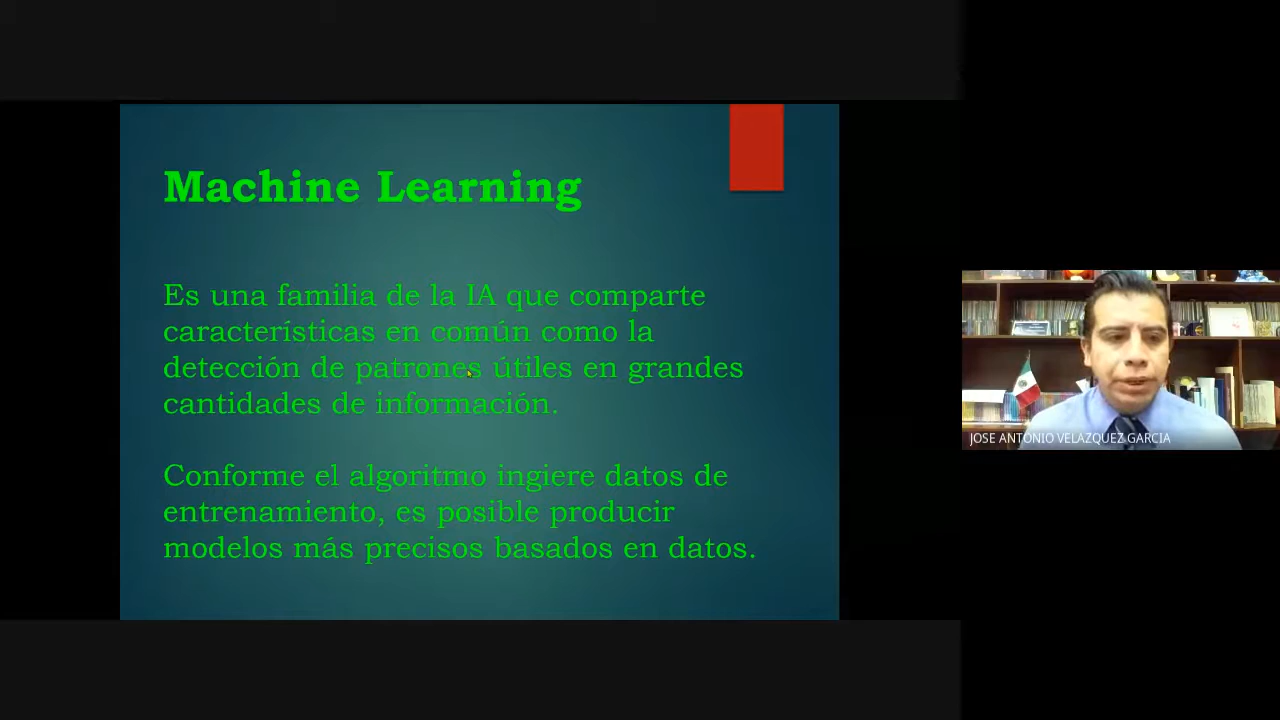 Machine Learning
Es una familia de la IA que comparte
características en común como la
detección de patrones útiles en grandes
cantidades de información.
Conforme el algoritmo ingiere datos de
entrenamiento, es posible producir
modelos más precisos basados en datos.
JOSE ANTONIO VELAZQUEZ GARCIA